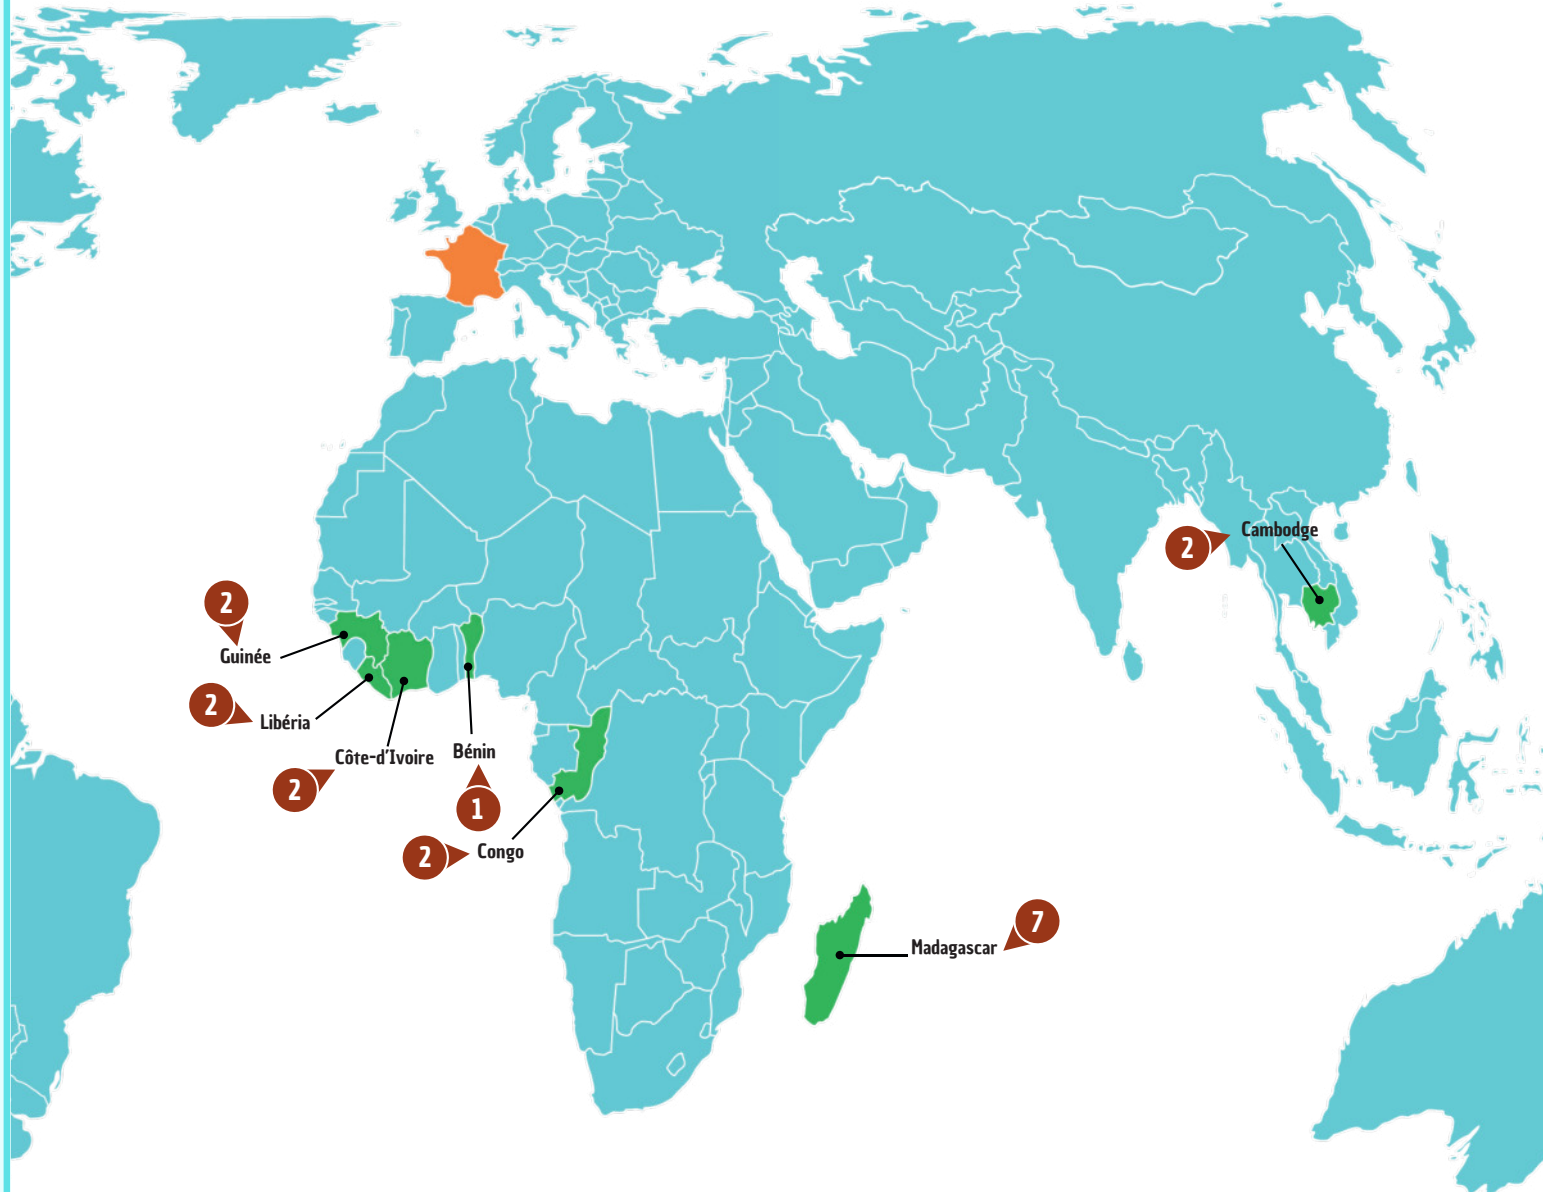 2
Cambodge
2
Guinée
2
Libéria
2
Côte-d'Ivoire
Bénin
1
2
Congo
7
Madagascar